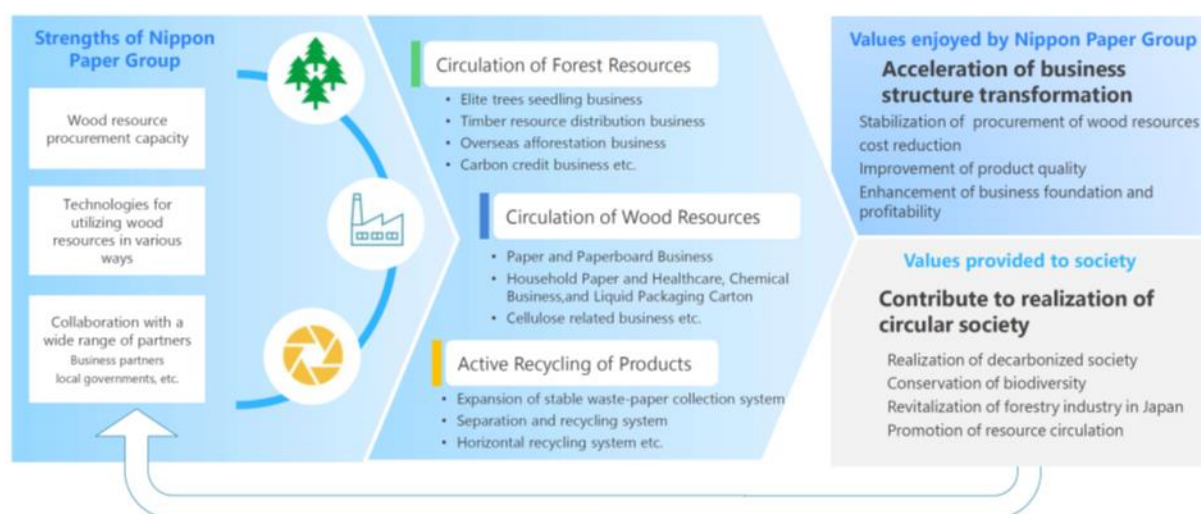 Strengths of Nippon
Paper Group
Wood resource
procurement capacity
Technologies for
utilizing wood
resources in various
ways
Collaboration with a
wide range of partners
Business partners
local governments, etc.
Circulation of Forest Resources
• Elite trees seedling business
• Timber resource distribution business
• Overseas afforestation business
• Carbon credit business etc.
Circulation of Wood Resources
• Paper and Paperboard Business
• Household Paper and Healthcare, Chemical
Business,and Liquid Packaging Carton
• Cellulose related business etc.
Active Recycling of Products
• Expansion of stable waste-paper collection system
• Separation and recycling system
• Horizontal recycling system etc.
Values enjoyed by Nippon Paper Group
Acceleration of business
structure transformation
Stabilization of procurement of wood resources
cost reduction
Improvement of product quality
Enhancement of business foundation and
profitability
Values provided to society
Contribute to realization of
circular society
Realization of decarbonized society
Conservation of biodiversity
Revitalization of forestry industry in Japan
Promotion of resource circulation